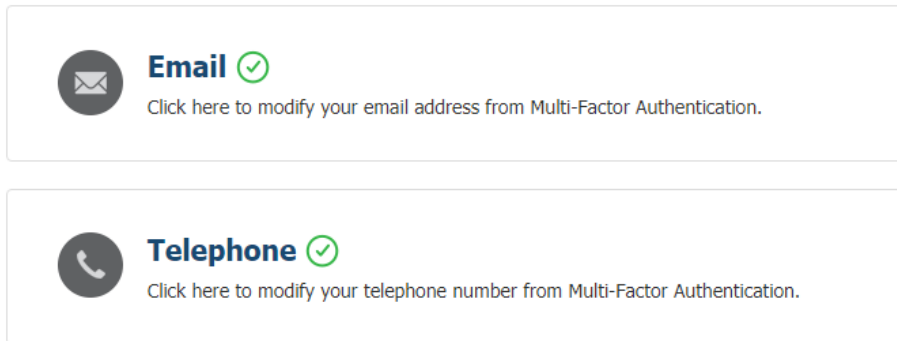 Email
Click here to modify your email address from Multi-Factor Authentication.
Telephone
Click here to modify your telephone number from Multi-Factor Authentication.